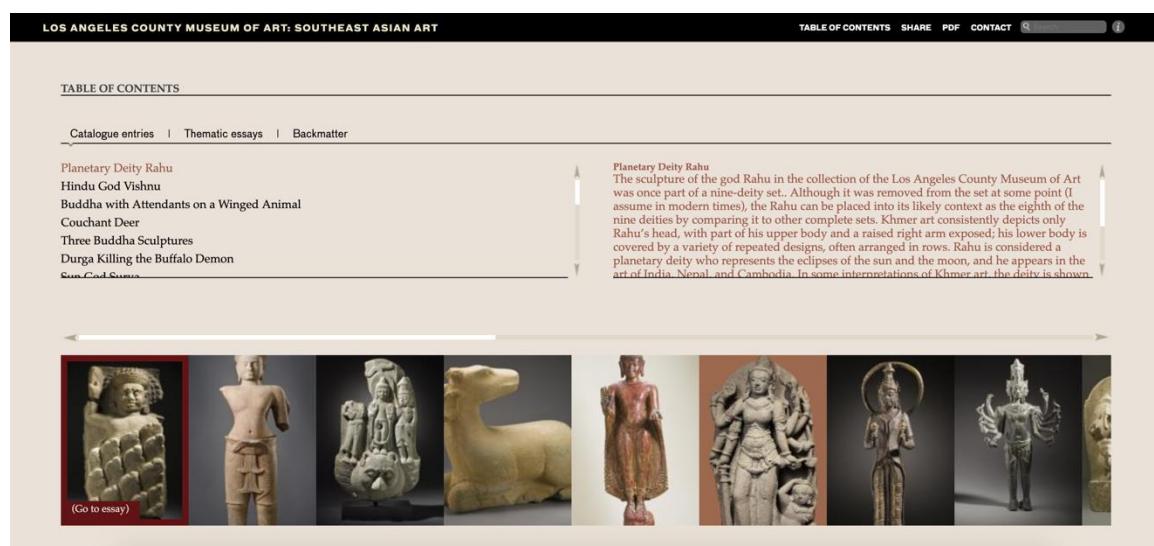 LOS ANGELES COUNTY MUSEUM OF ART: SOUTHEAST ASIAN ART
TABLE OF CONTENTS SHARE PDF CONTACT Search i
TABLE OF CONTENTS
Catalogue entries | Thematic essays | Backmatter
Planetary Deity Rahu
Hindu God Vishnu
Buddha with Attendants on a Winged Animal
Couchant Deer
Three Buddha Sculptures
Durga Killing the Buffalo Demon
Sun God Surya
Planetary Deity Rahu
The sculpture of the god Rahu in the collection of the Los Angeles County Museum of Art
was once part of a nine-deity set.. Although it was removed from the set at some point (I
assume in modern times), the Rahu can be placed into its likely context as the eighth of the
nine deities by comparing it to other complete sets. Khmer art consistently depicts only
Rahu's head, with part of his upper body and a raised right arm exposed; his lower body is
covered by a variety of repeated designs, often arranged in rows. Rahu is considered a
planetary deity who represents the eclipses of the sun and the moon, and he appears in the
art of India, Nepal, and Cambodia. In some internpretations of Khmer art, the deity is shown
(Go to essay)